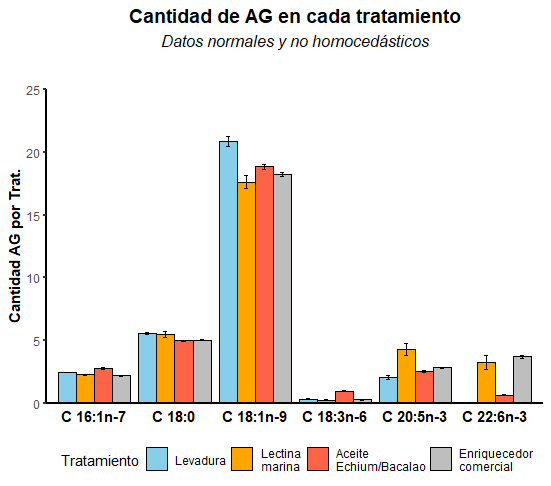 Cantidad de AG en cada tratamiento
Datos normales y no homocedásticos
Cantidad AG por Trat.
25
20
15
10
5
0
C 16:1n-7 C 18:0 C 18:1n-9 C 18:3n-6 C 20:5n-3 C 22:6n-3
Tratamiento Levadura Lectina marina Aceite Echium/Bacalao Enriquecedor comercial